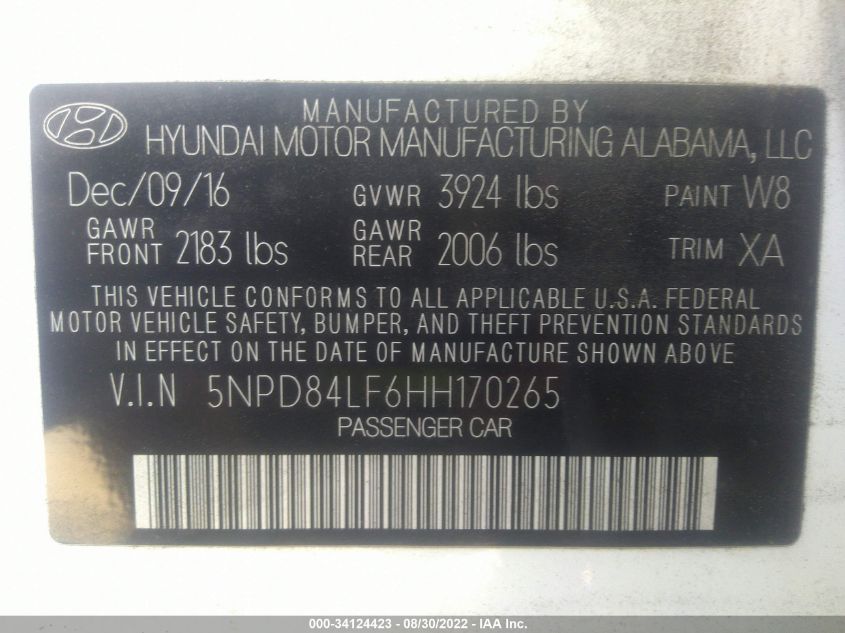 MANUFACTURED BY
HYUNDAI MOTOR MANUFACTURING ALABAMA, LLC
Dec/09/16 GVWR 3924 lbs PAINT W8
GAWR FRONT 2183 lbs GAWR REAR 2006 lbs TRIM XA
THIS VEHICLE CONFORMS TO ALL APPLICABLE U.S.A. FEDERAL
MOTOR VEHICLE SAFETY, BUMPER, AND THEFT PREVENTION STANDARDS
IN EFFECT ON THE DATE OF MANUFACTURE SHOWN ABOVE
V.I.N 5NPD84LF6HH170265
PASSENGER CAR
000-34124423 - 08/30/2022 - IAA Inc.